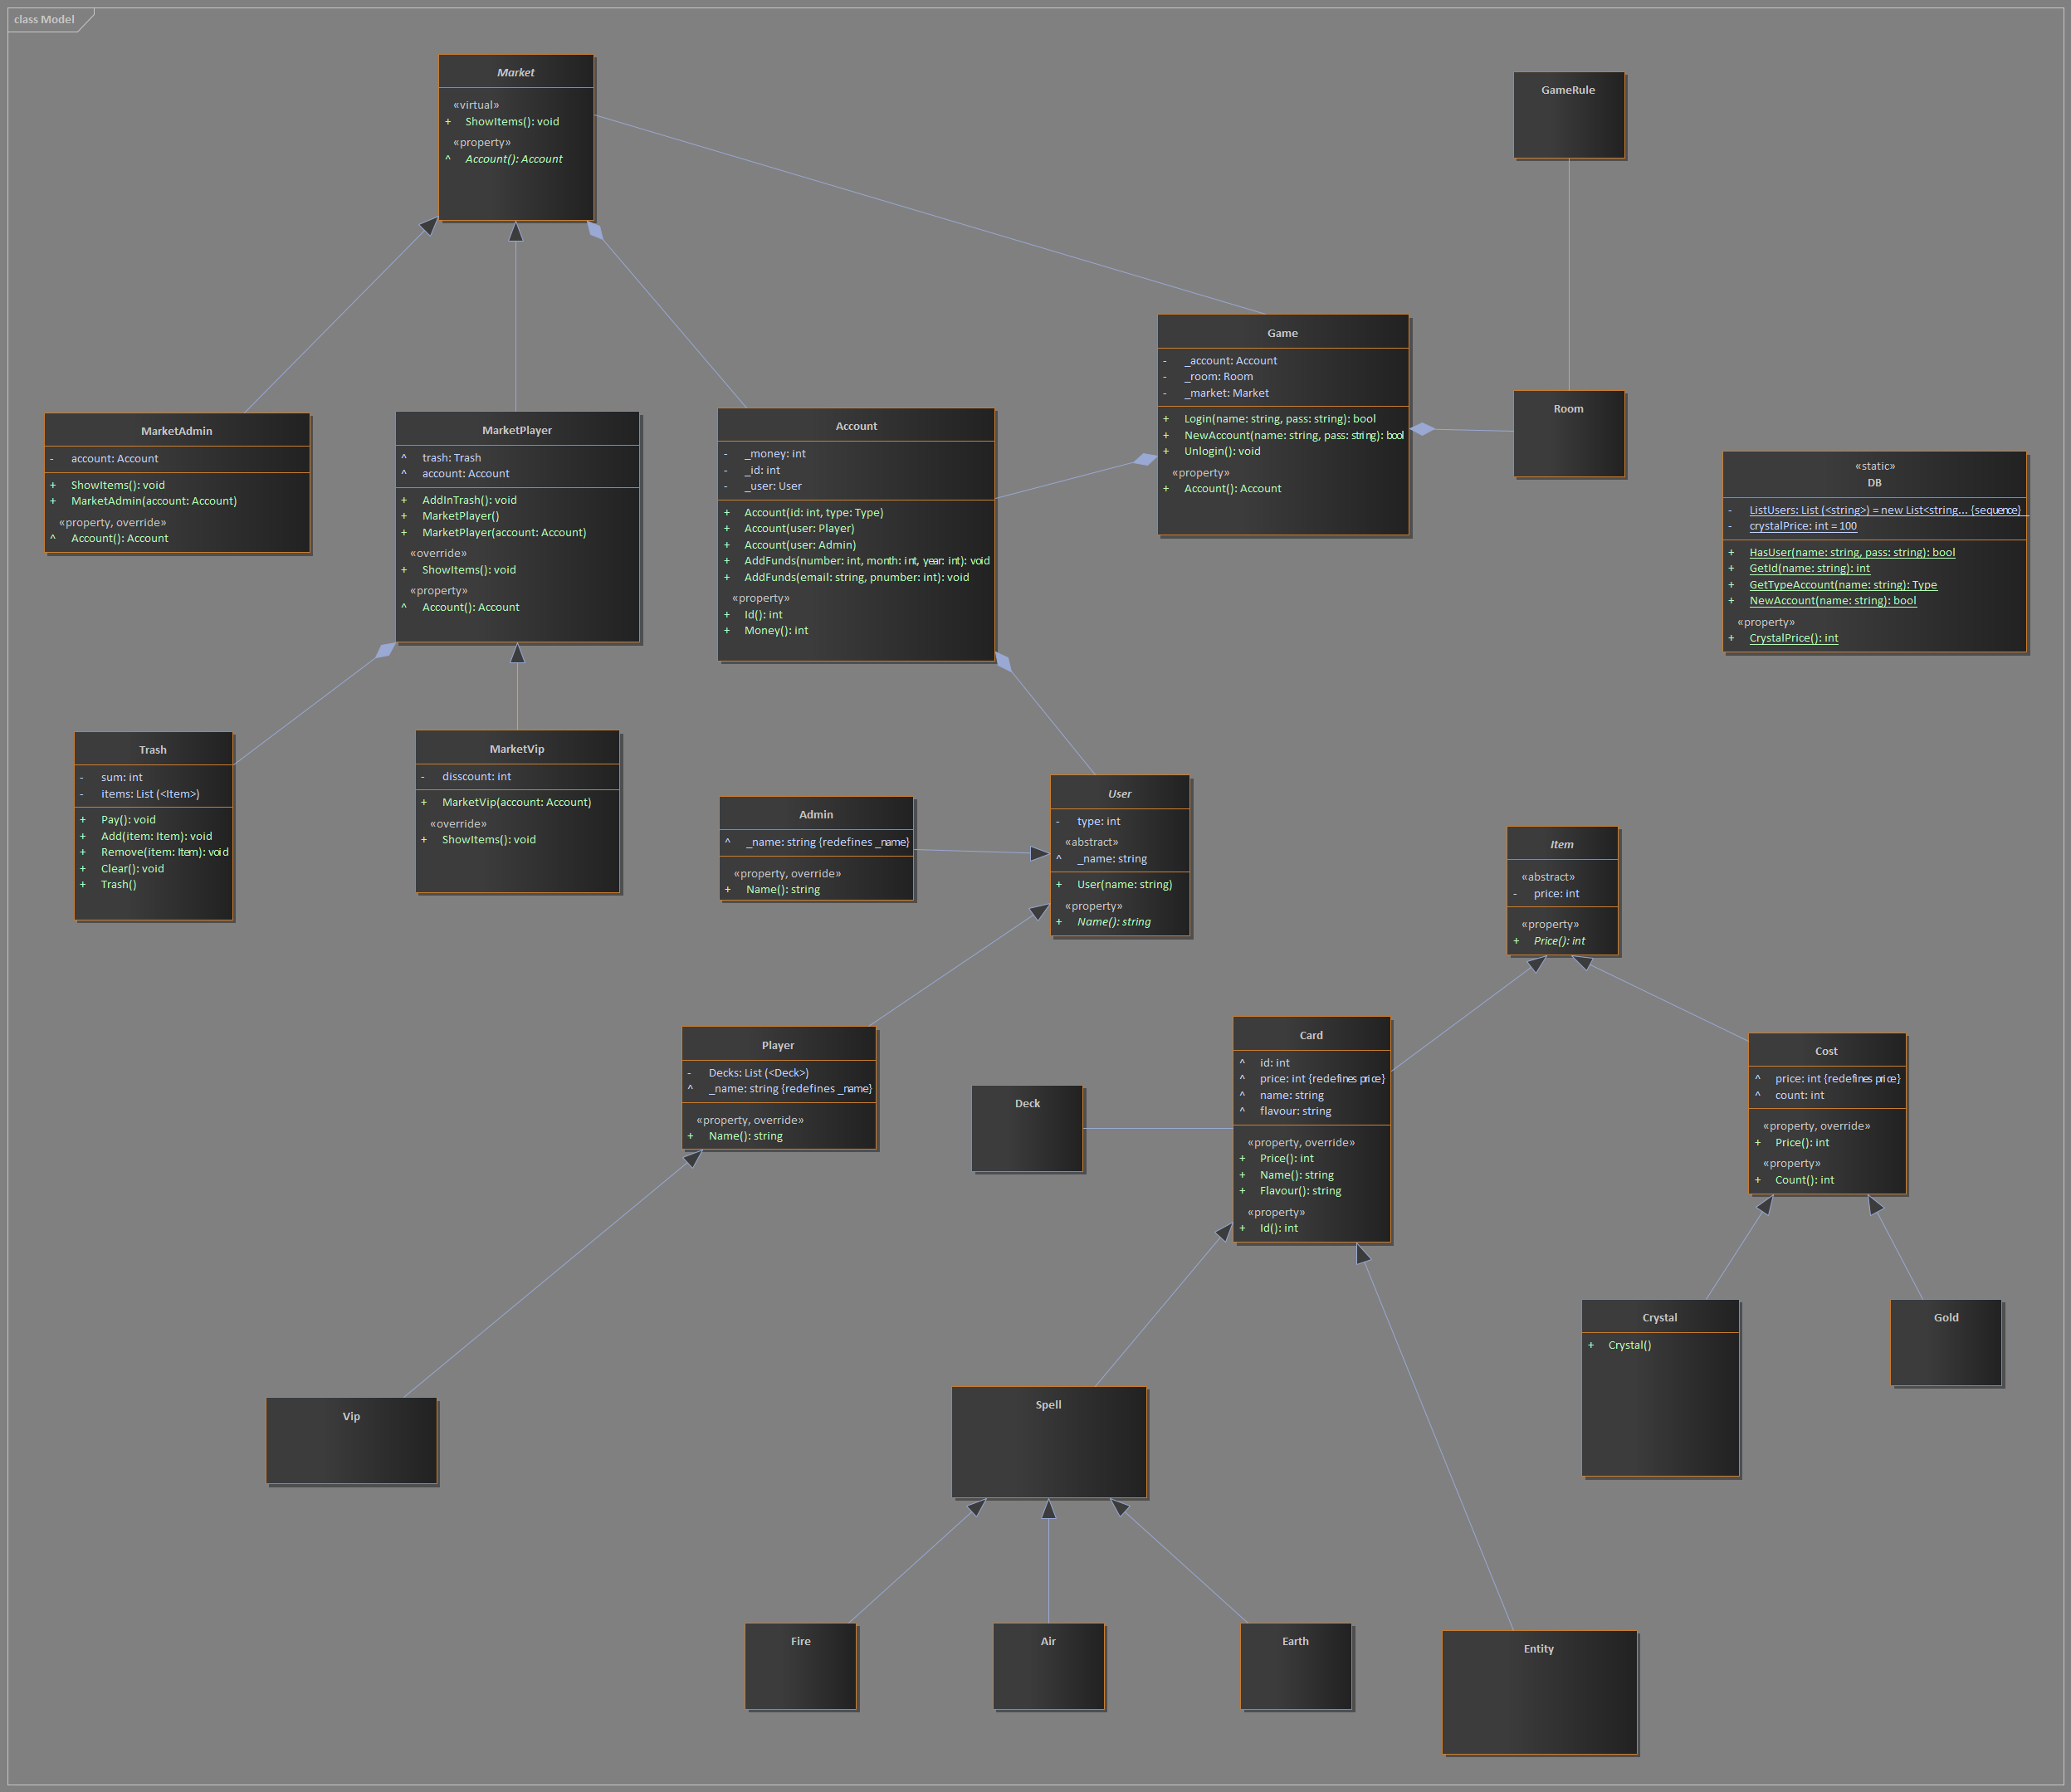 class Model
Market
«virtual»
+ ShowItems(): void
«property»
^ Account(): Account
GameRule
Game
- _account: Account
- _room: Room
- _market: Market
+ Login(name: string, pass: string): bool
+ NewAccount(name: string, pass: string): bool
+ Unlogin(): void
«property»
+ Account(): Account
Room
MarketAdmin
- account: Account
+ ShowItems(): void
+ MarketAdmin(account: Account)
«property, override»
^ Account(): Account
MarketPlayer
^ trash: Trash
^ account: Account
+ AddInTrash(): void
+ MarketPlayer()
+ MarketPlayer(account: Account)
«override»
+ ShowItems(): void
«property»
^ Account(): Account
Account
- _money: int
- _id: int
- _user: User
+ Account(id: int, type: Type)
+ Account(user: Player)
+ Account(user: Admin)
+ AddFunds(number: int, month: int, year: int): void
+ AddFunds(email: string, pnumber: int): void
«property»
+ Id(): int
+ Money(): int
«static»
DB
- ListUsers: List (<string>) = new List<string... {sequence}
- crystalPrice: int = 100
+ HasUser(name: string, pass: string): bool
+ GetId(name: string): int
+ GetTypeAccount(name: string): Type
+ NewAccount(name: string): bool
«property»
+ CrystalPrice(): int
Trash
- sum: int
- items: List (<Item>)
+ Pay(): void
+ Add(item: Item): void
+ Remove(item: Item): void
+ Clear(): void
+ Trash()
MarketVip
- disscount: int
+ MarketVip(account: Account)
«override»
+ ShowItems(): void
Admin
^ _name: string {redefines _name}
«property, override»
+ Name(): string
User
- type: int
«abstract»
^ _name: string
+ User(name: string)
«property»
+ Name(): string
Item
«abstract»
- price: int
«property»
+ Price(): int
Player
- Decks: List (<Deck>)
^ _name: string {redefines _name}
«property, override»
+ Name(): string
Deck
Card
^ id: int
^ price: int {redefines price}
^ name: string
^ flavour: string
«property, override»
+ Price(): int
+ Name(): string
+ Flavour(): string
«property»
+ Id(): int
Cost
^ price: int {redefines price}
^ count: int
«property, override»
+ Price(): int
«property»
+ Count(): int
Crystal
+ Crystal()
Gold
Vip
Spell
Fire
Air
Earth
Entity